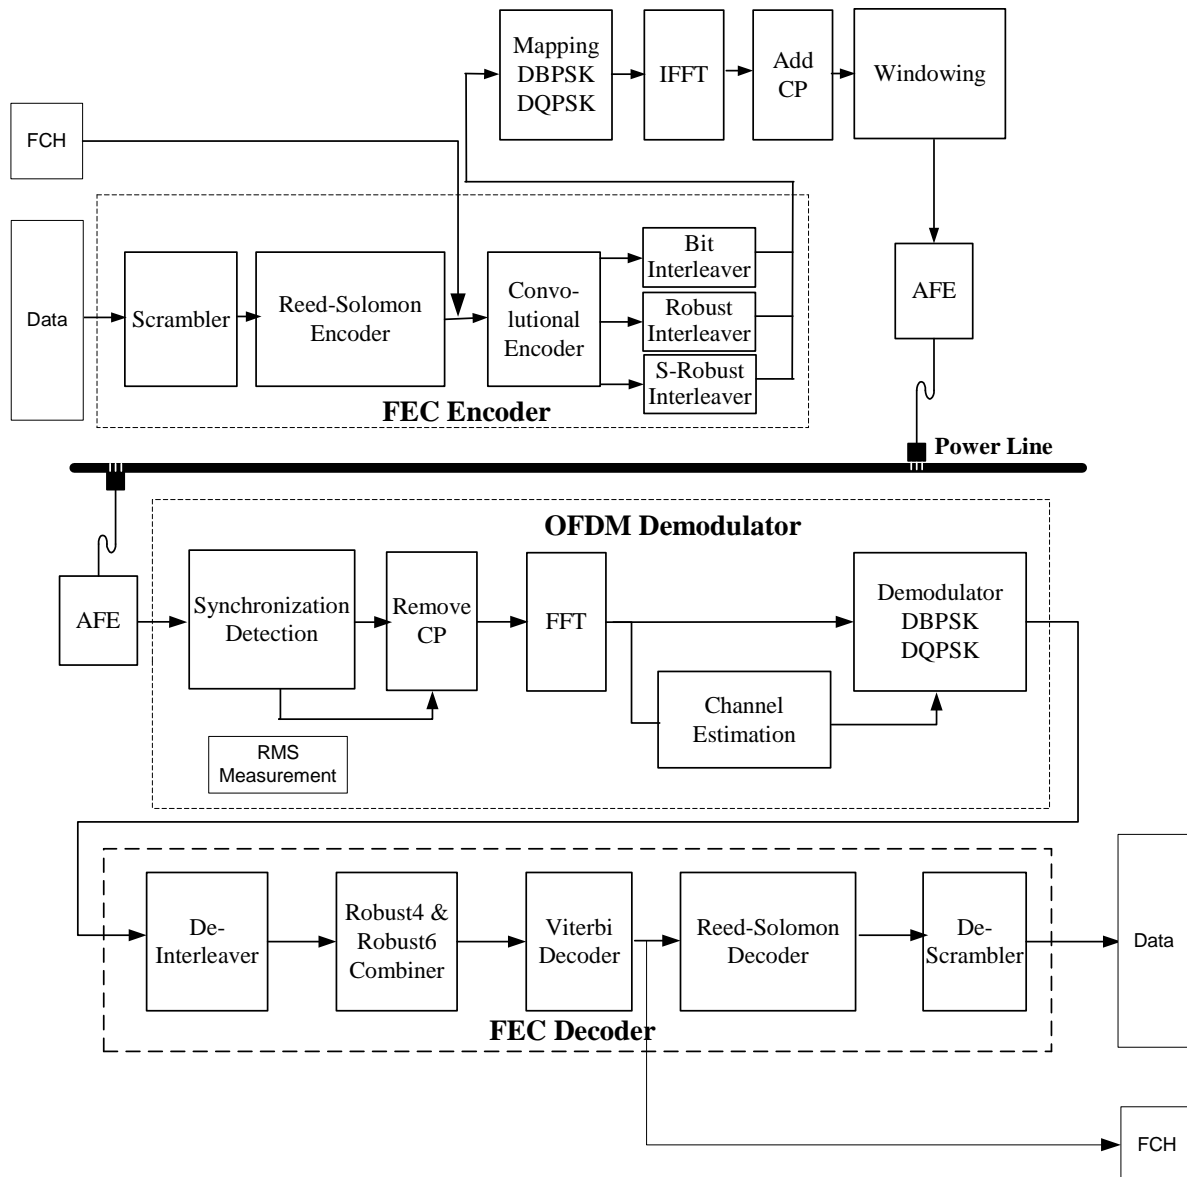 Mapping
DBPSK
DQPSK
IFFT
Add
CP
Windowing
FCH
Data
Scrambler
Reed-Solomon
Encoder
Convo-
lutional
Encoder
Bit
Interleaver
Robust
Interleaver
S-Robust
Interleaver
FEC Encoder
AFE
Power Line
OFDM Demodulator
AFE
Synchronization
Detection
Remove
CP
FFT
Demodulator
DBPSK
DQPSK
Channel
Estimation
RMS
Measurement
De-
Interleaver
Robust4 &
Robust6
Combiner
Viterbi
Decoder
Reed-Solomon
Decoder
De-
Scrambler
Data
FEC Decoder
FCH